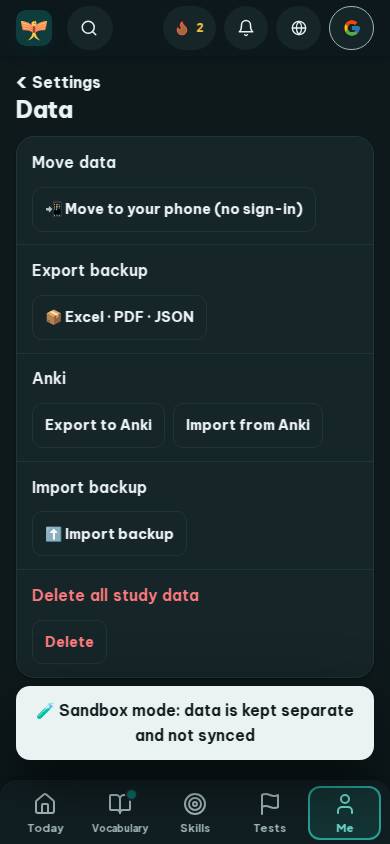 2
Settings
Data
Move data
Move to your phone (no sign-in)
Export backup
Excel · PDF · JSON
Anki
Export to Anki
Import from Anki
Import backup
Import backup
Delete all study data
Delete
Sandbox mode: data is kept separate
and not synced
Today
Vocabulary
Skills
Tests
Me